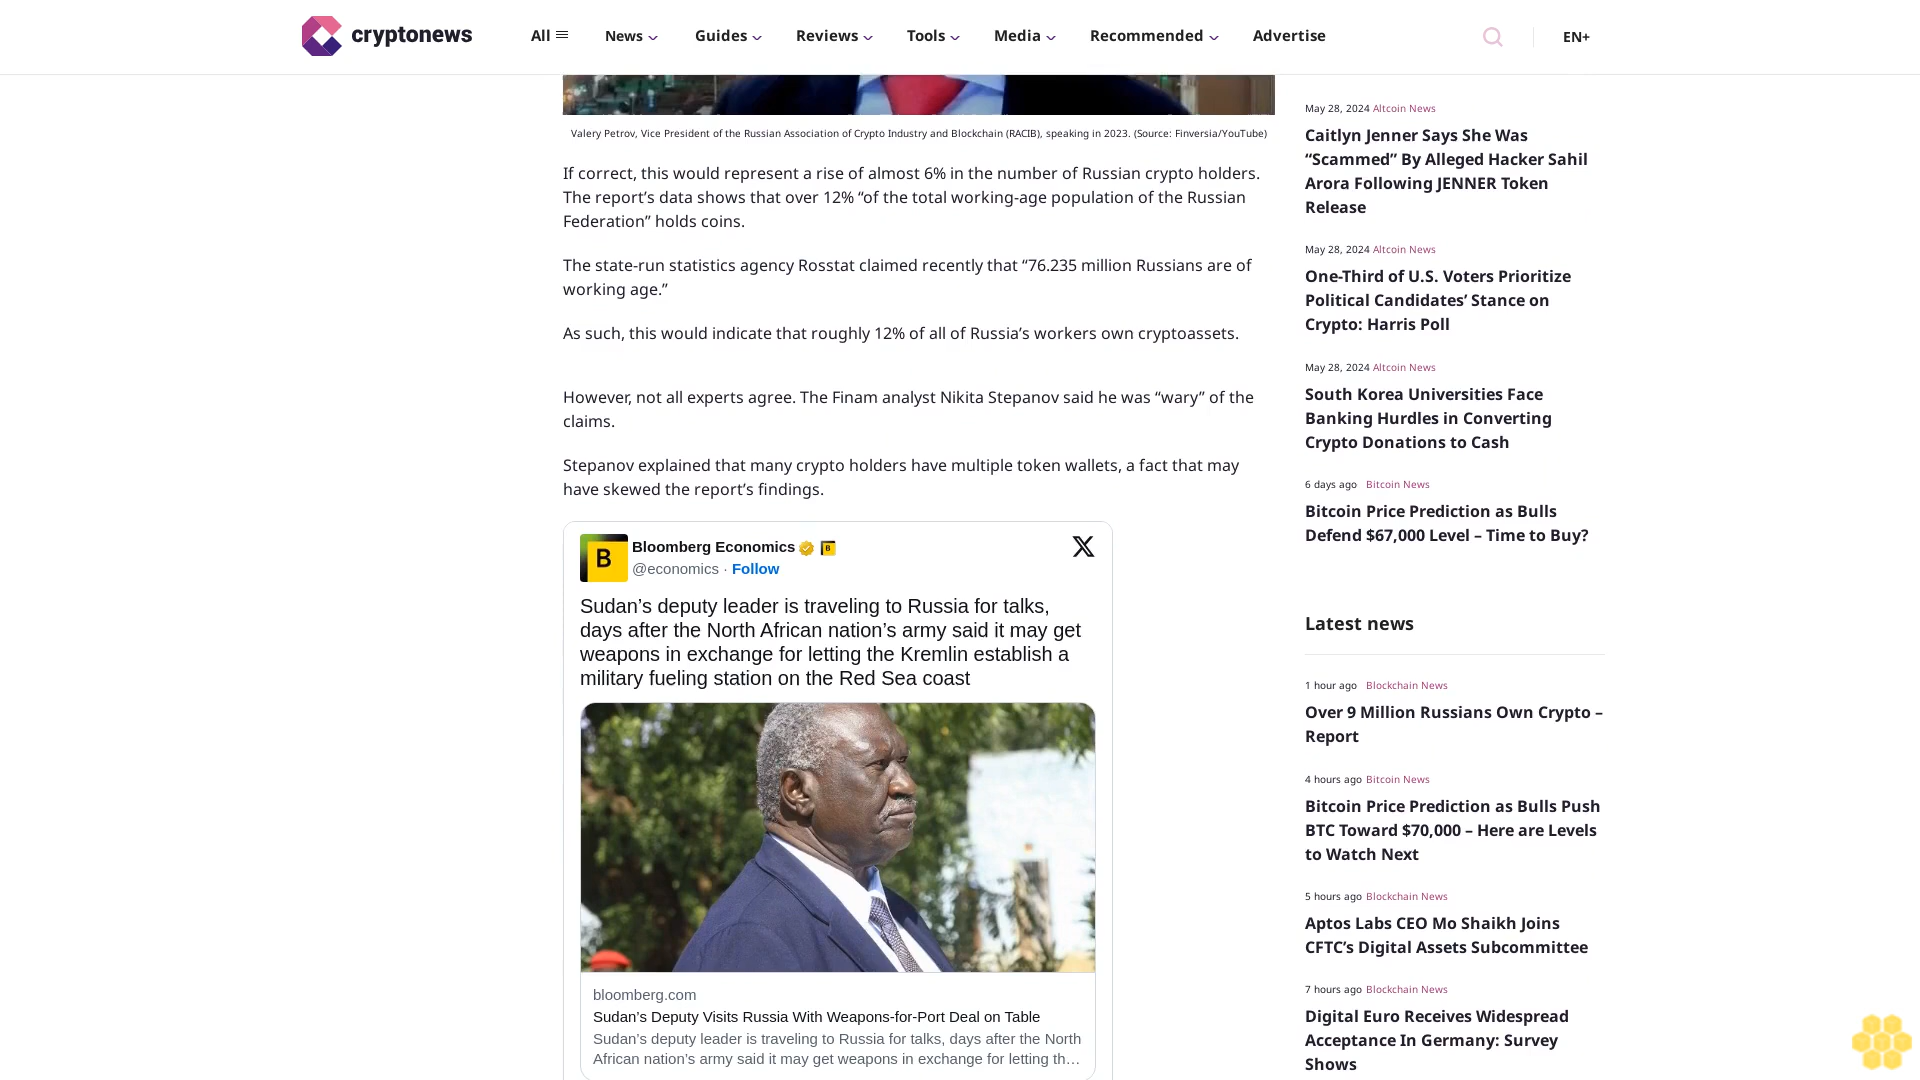 cryptonews
All
News
Guides
Reviews
Tools
Media
Recommended
Advertise
EN+
Valery Petrov, Vice President of the Russian Association of Crypto Industry and Blockchain (RACIB), speaking in 2023. (Source: Finversia/YouTube)
If correct, this would represent a rise of almost 6% in the number of Russian crypto holders.
The report’s data shows that over 12% “of the total working-age population of the Russian
Federation” holds coins.
The state-run statistics agency Rosstat claimed recently that “76.235 million Russians are of
working age.”
As such, this would indicate that roughly 12% of all of Russia’s workers own cryptoassets.
However, not all experts agree. The Finam analyst Nikita Stepanov said he was “wary” of the
claims.
Stepanov explained that many crypto holders have multiple token wallets, a fact that may
have skewed the report’s findings.
B
Bloomberg Economics
B
@economics · Follow
X
Sudan’s deputy leader is traveling to Russia for talks,
days after the North African nation’s army said it may get
weapons in exchange for letting the Kremlin establish a
military fueling station on the Red Sea coast
bloomberg.com
Sudan’s Deputy Visits Russia With Weapons-for-Port Deal on Table
Sudan’s deputy leader is traveling to Russia for talks, days after the North
African nation’s army said it may get weapons in exchange for letting th…
May 28, 2024 Altcoin News
Caitlyn Jenner Says She Was
“Scammed” By Alleged Hacker Sahil
Arora Following JENNER Token
Release
May 28, 2024 Altcoin News
One-Third of U.S. Voters Prioritize
Political Candidates’ Stance on
Crypto: Harris Poll
May 28, 2024 Altcoin News
South Korea Universities Face
Banking Hurdles in Converting
Crypto Donations to Cash
6 days ago Bitcoin News
Bitcoin Price Prediction as Bulls
Defend $67,000 Level – Time to Buy?
Latest news
1 hour ago Blockchain News
Over 9 Million Russians Own Crypto –
Report
4 hours ago Bitcoin News
Bitcoin Price Prediction as Bulls Push
BTC Toward $70,000 – Here are Levels
to Watch Next
5 hours ago Blockchain News
Aptos Labs CEO Mo Shaikh Joins
CFTC’s Digital Assets Subcommittee
7 hours ago Blockchain News
Digital Euro Receives Widespread
Acceptance In Germany: Survey
Shows